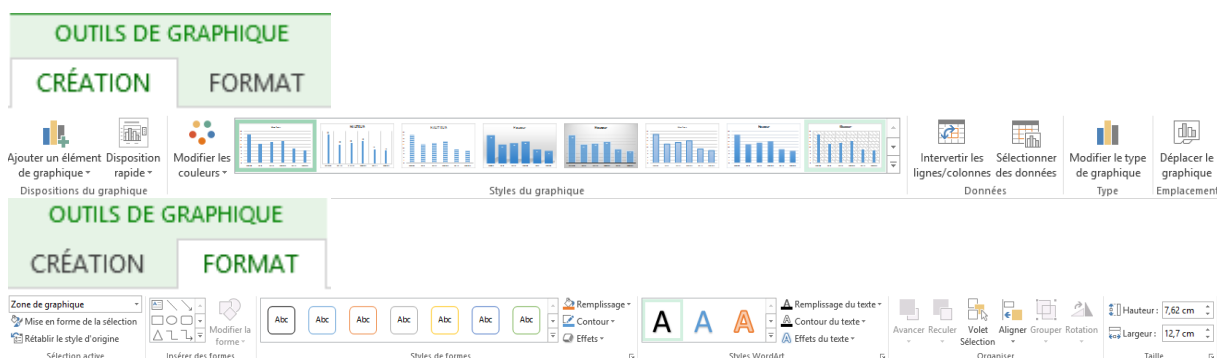 OUTILS DE GRAPHIQUE
CRÉATION FORMAT
Ajouter un élément de graphique
Disposition rapide
Modifier les couleurs
Intervertir les lignes/colonnes
Sélectionner des données
Modifier le type de graphique
Déplacer le graphique
Dispositions du graphique
Styles du graphique
Données
Type
Emplacement
OUTILS DE GRAPHIQUE
CRÉATION FORMAT
Zone de graphique
Mise en forme de la sélection
Rétablir le style d'origine
Sélection active
Modifier la forme
Insérer des formes
Abc Abc Abc Abc Abc Abc Abc
Remplissage
Contour
Effets
Styles de formes
A A A
Remplissage du texte
Contour du texte
Effets du texte
Styles WordArt
Avancer Reculer
Volet Sélection
Aligner Grouper Rotation
Organiser
Hauteur : 7,62 cm
Largeur : 12,7 cm
Taille